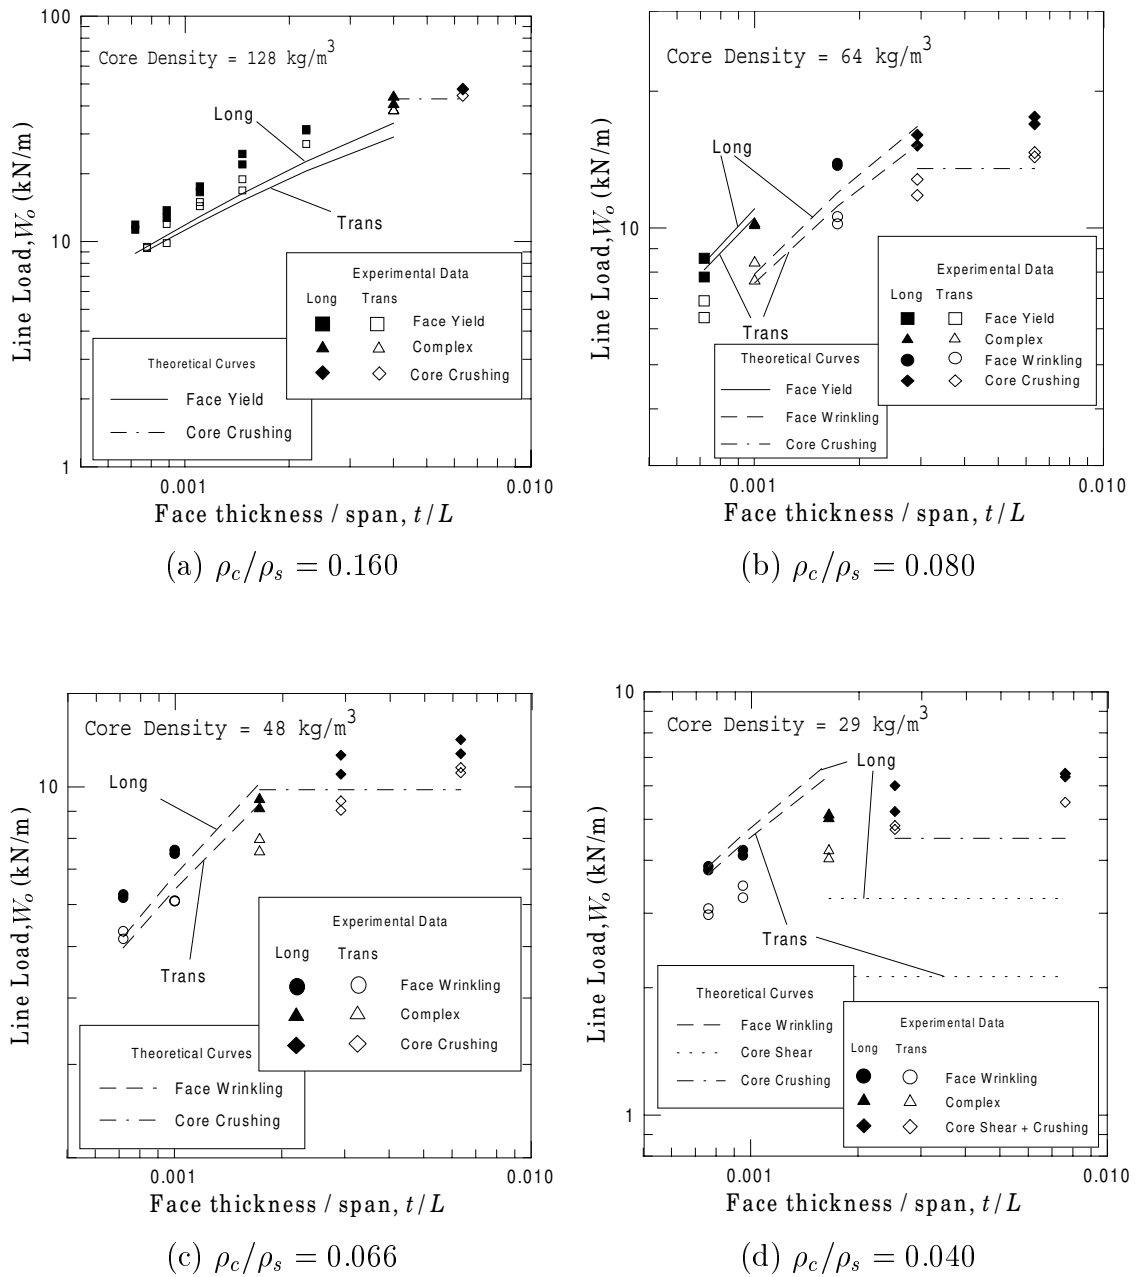 100
Core Density = 128 kg/m3
Long
Line Load, Wo (kN/m)
10
Trans
Experimental Data
Long Trans
Face Yield
Complex
Core Crushing
Theoretical Curves
Face Yield
Core Crushing
1
0.001 0.010
Face thickness / span, t/L
(a) ρc/ρs = 0.160
Core Density = 64 kg/m3
Long
Line Load, Wo (kN/m)
10
Trans
Experimental Data
Long Trans
Face Yield
Complex
Face Wrinkling
Core Crushing
Theoretical Curves
Face Yield
Face Wrinkling
Core Crushing
0.001 0.010
Face thickness / span, t/L
(b) ρc/ρs = 0.080
Core Density = 48 kg/m3
Long
10
Line Load, Wo (kN/m)
Trans
Experimental Data
Long Trans
Face Wrinkling
Complex
Core Crushing
Theoretical Curves
Face Wrinkling
Core Crushing
0.001 0.010
Face thickness / span, t/L
(c) ρc/ρs = 0.066
10
Core Density = 29 kg/m3
Long
Line Load, Wo (kN/m)
Trans
Theoretical Curves
Face Wrinkling
Core Shear
Core Crushing
Experimental Data
Long Trans
Face Wrinkling
Complex
Core Shear + Crushing
1
0.001 0.010
Face thickness / span, t/L
(d) ρc/ρs = 0.040